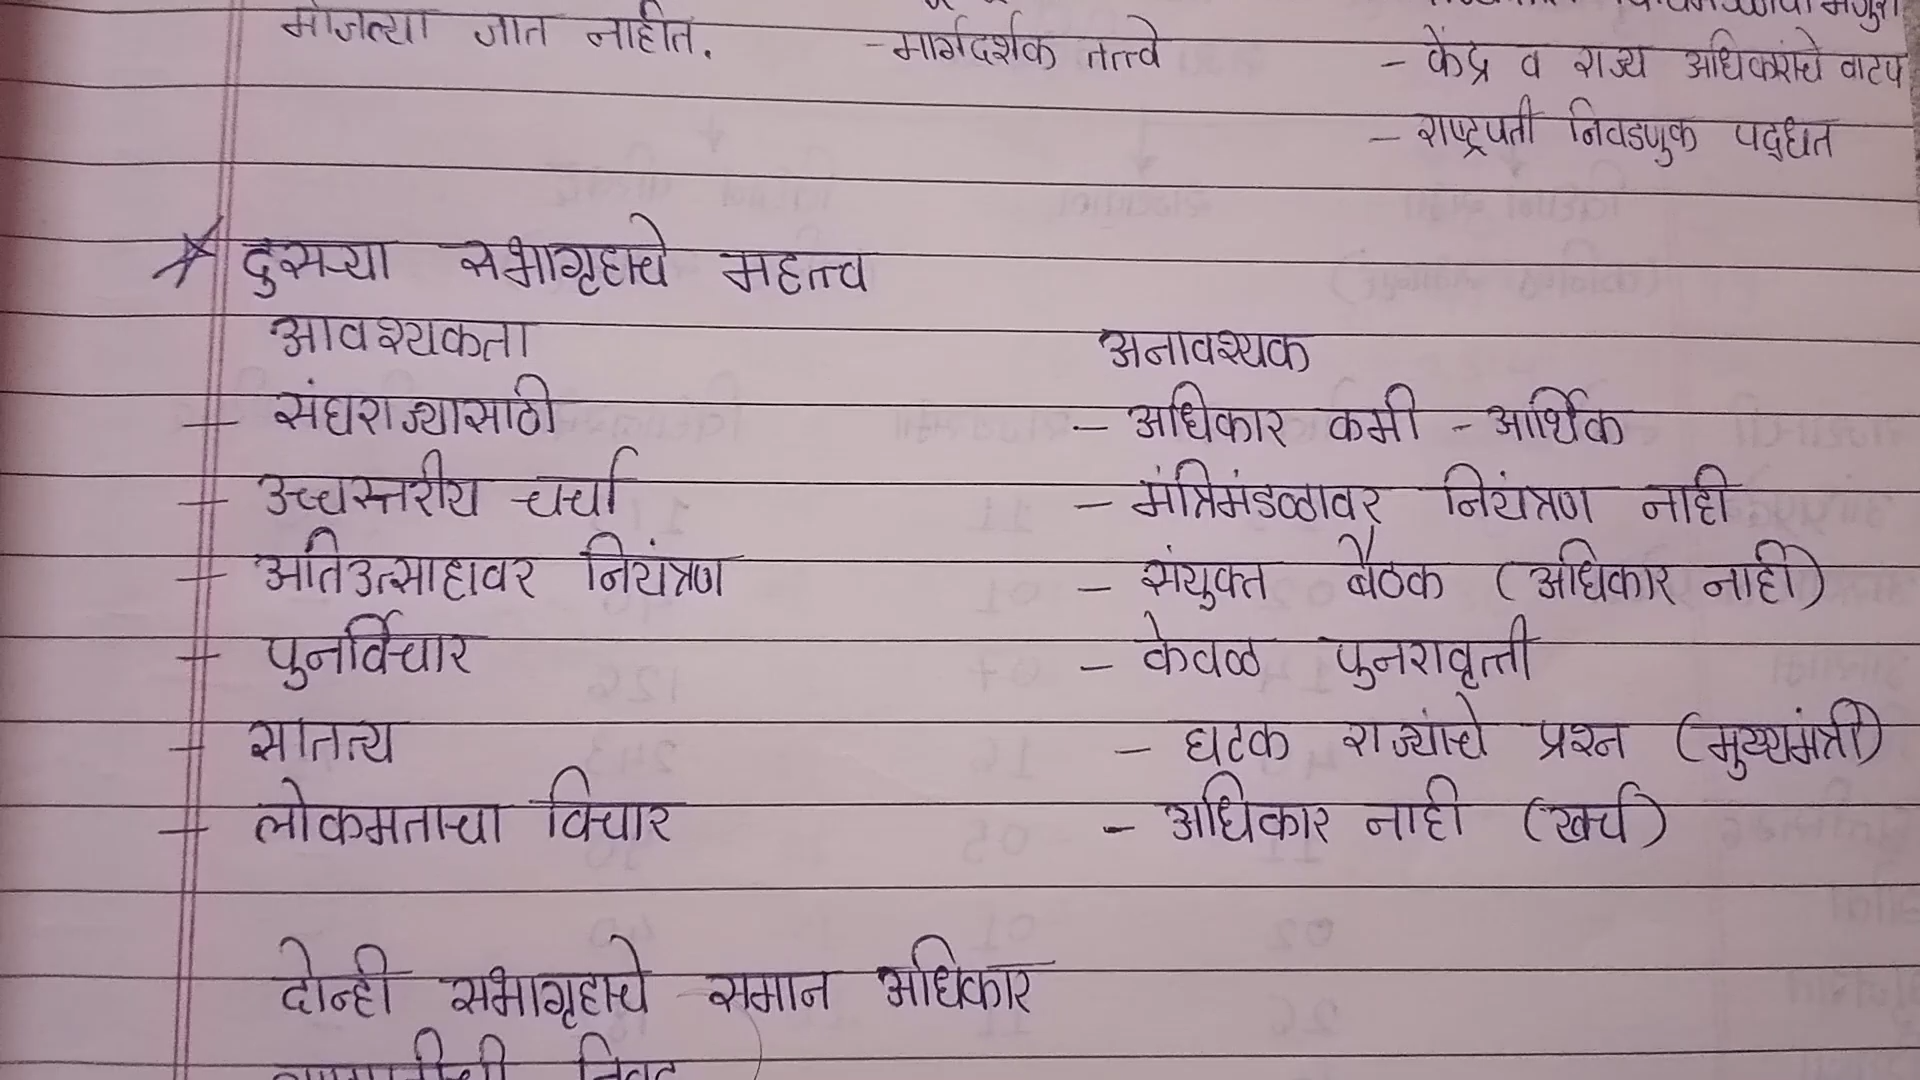 मोजल्या जात नाहीत. - मार्गदर्शक तत्त्वे - केंद्र व राज्य अधिकारांचे वाटप
- राष्ट्रपती निवडणुक पद्धत
दुसऱ्या सभागृहाचे महत्त्व
आवश्यकता अनावश्यक
+ संघराज्यासाठी - अधिकार कमी - आर्थिक
+ उच्चस्तरीय चर्चा - मंत्रिमंडळावर नियंत्रण नाही
+ अतिउत्साहावर नियंत्रण - संयुक्त बैठक (अधिकार नाही)
+ पुनर्विचार - केवळ पुनरावृत्ती
+ सातत्य - घटक राज्यांचे प्रश्न (मुख्यमंत्री)
+ लोकमताचा विचार - अधिकार नाही (खर्च)
दोन्ही सभागृहाचे समान अधिकार